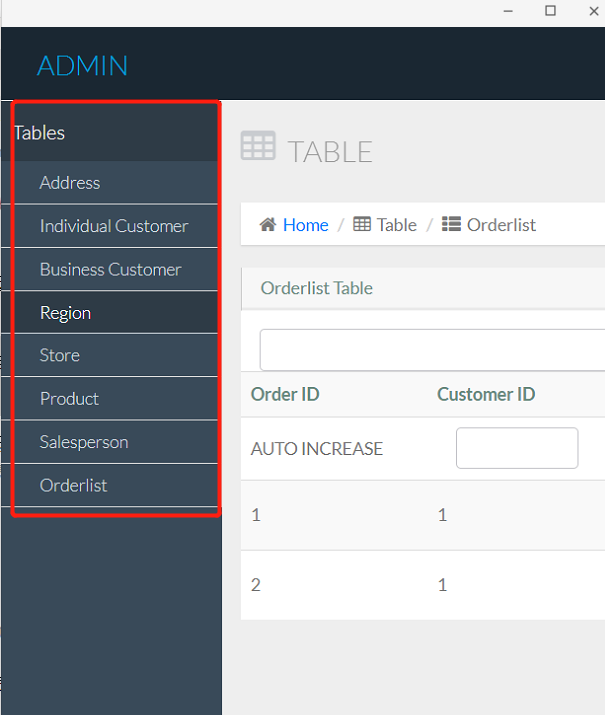 ADMIN
Tables
Address
Individual Customer
Business Customer
Region
Store
Product
Salesperson
Orderlist
TABLE
Home / Table / Orderlist
Orderlist Table
Order ID Customer ID
AUTO INCREASE
1 1
2 1